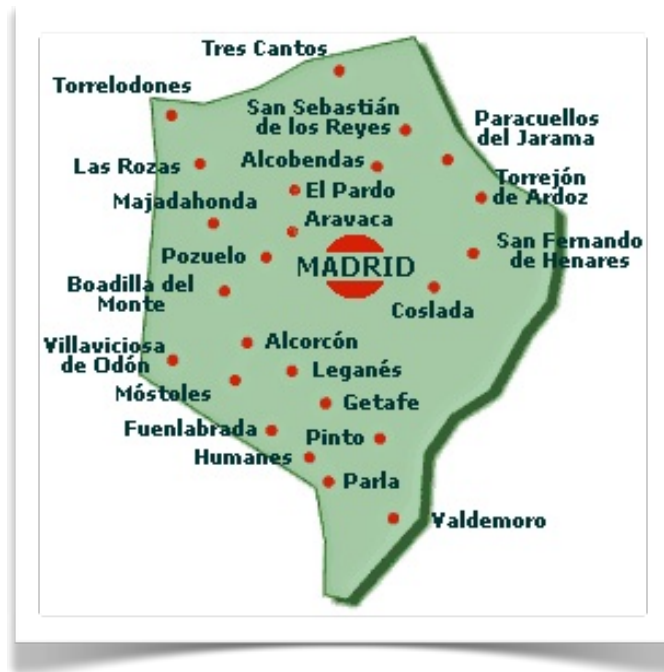 Tres Cantos
Torrelodones
San Sebastián
de los Reyes
Paracuellos
del Jarama
Las Rozas
Alcobendas
Torrejón
de Ardoz
El Pardo
Majadahonda
Aravaca
San Fernando
de Henares
Pozuelo
MADRID
Boadilla del
Monte
Coslada
Villaviciosa
de Odón
Alcorcón
Leganés
Móstoles
Getafe
Fuenlabrada
Pinto
Humanes
Parla
Valdemoro